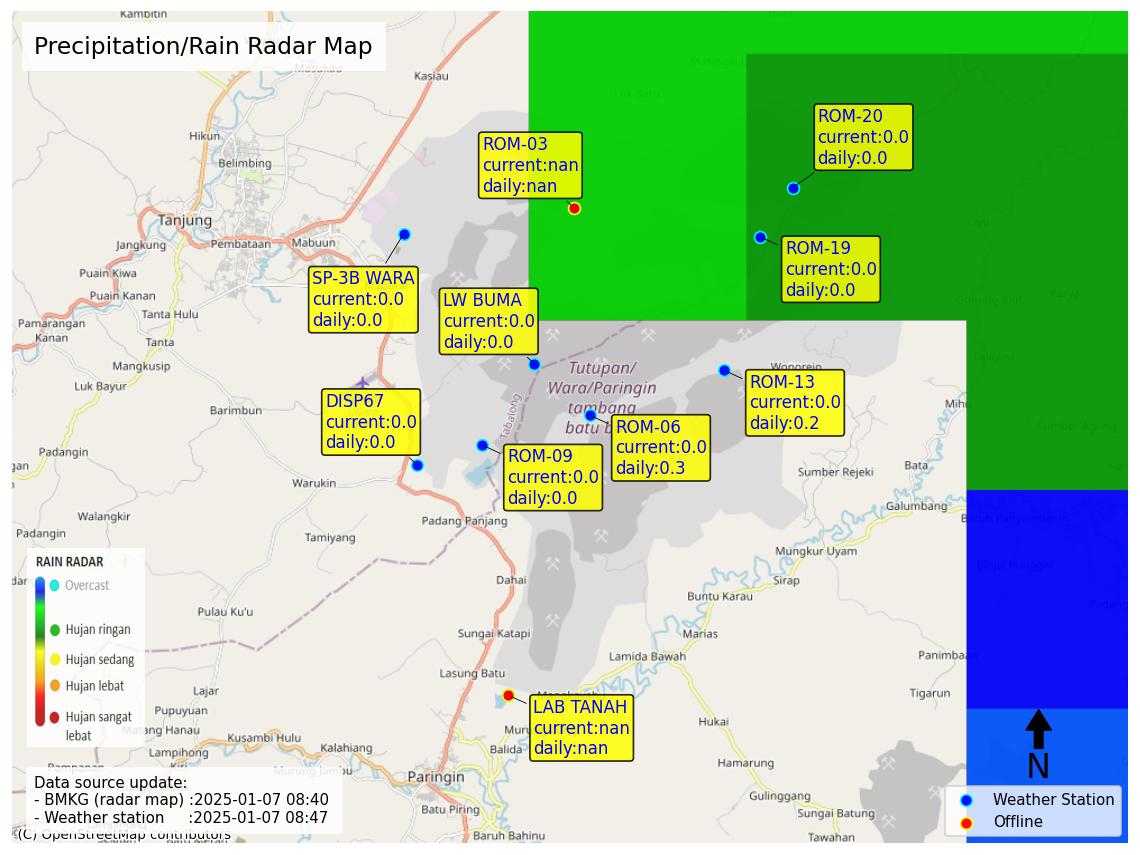 Kambitin
Precipitation/Rain Radar Map
Masukau
Kasiau
Hikun
Belimbing
ROM-03
current:nan
daily:nan
ROM-20
current:0.0
daily:0.0
Tanjung
Jangkung
Pembataan
Mabuun
ROM-19
current:0.0
daily:0.0
Puain Kiwa
Puain Kanan
SP-3B WARA
current:0.0
daily:0.0
LW BUMA
current:0.0
daily:0.0
Tanta Hulu
Pamarangan
Kanan
Tanta
Mangkusip
Luk Bayur
Barimbun
Tabalong
Tutupan/
Wara/Paringin
tambang
batu b
Wonorejo
ROM-13
current:0.0
daily:0.2
DISP67
current:0.0
daily:0.0
ROM-06
current:0.0
daily:0.3
ROM-09
current:0.0
daily:0.0
Sumber Agung
Sumber Rejeki
Bata
Galumbang
Warukin
Padangin
Walangkir
Padangin
Tamiyang
Padang Panjang
Mungkur Uyam
Sirap
Dahai
Buntu Karau
Marias
Pulau Ku'u
Sungai Katapi
Lamida Bawah
Lasung Batu
Tigarun
RAIN RADAR
Overcast
Hujan ringan
Hujan sedang
Hujan lebat
Hujan sangat
lebat
Lajar
Pupuyuan
Matang Hanau
Lampihong
Kusambi Hulu
Kalahiang
Murung Jambu
LAB TANAH
current:nan
daily:nan
Balida
Paringin
Batu Piring
Baruh Bahinu
Hukai
Hamarung
Gulinggang
Sungai Batung
Tawahan
N
Weather Station
Offline
Data source update:
- BMKG (radar map) :2025-01-07 08:40
- Weather station :2025-01-07 08:47
(C) OpenStreetMap contributors